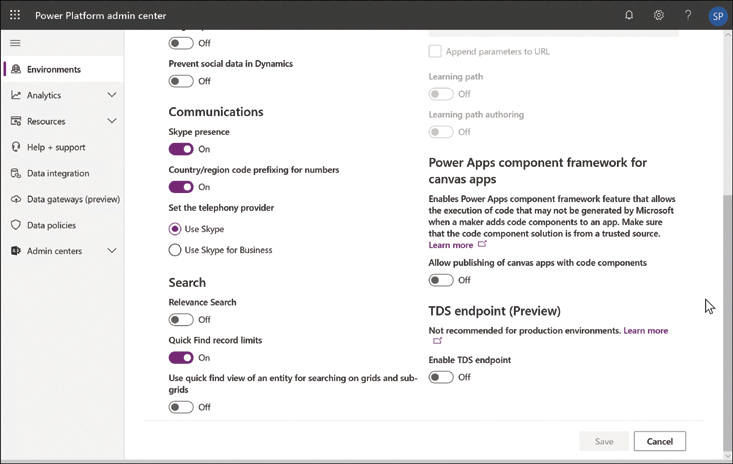 Power Platform admin center
SP
Environments
Analytics
Resources
Help + support
Data integration
Data gateways (preview)
Data policies
Admin centers
Off
Prevent social data in Dynamics
Off
Communications
Skype presence
On
Country/region code prefixing for numbers
On
Set the telephony provider
Use Skype
Use Skype for Business
Search
Relevance Search
Off
Quick Find record limits
On
Use quick find view of an entity for searching on grids and sub-
grids
Off
Append parameters to URL
Learning path
Off
Learning path authoring
Off
Power Apps component framework for
canvas apps
Enables Power Apps component framework feature that allows
the execution of code that may not be generated by Microsoft
when a maker adds code components to an app. Make sure
that the code component solution is from a trusted source.
Learn more
Allow publishing of canvas apps with code components
Off
TDS endpoint (Preview)
Not recommended for production environments. Learn more
Enable TDS endpoint
Off
Save
Cancel